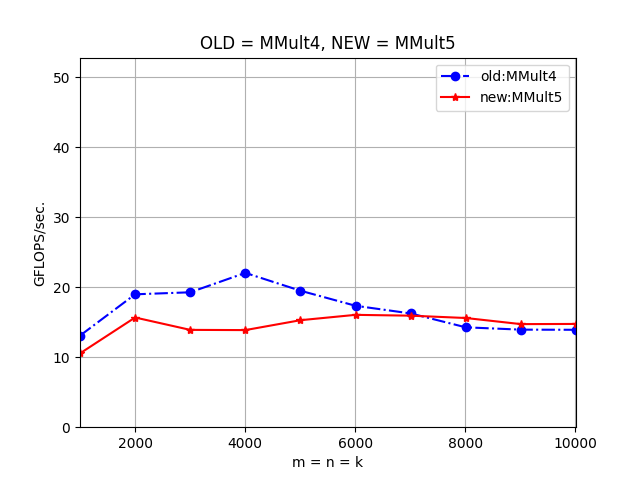 OLD = MMult4, NEW = MMult5
old:MMult4
new:MMult5
GFLOPS/sec.
50
40
30
20
10
0
2000 4000 6000 8000 10000
m = n = k